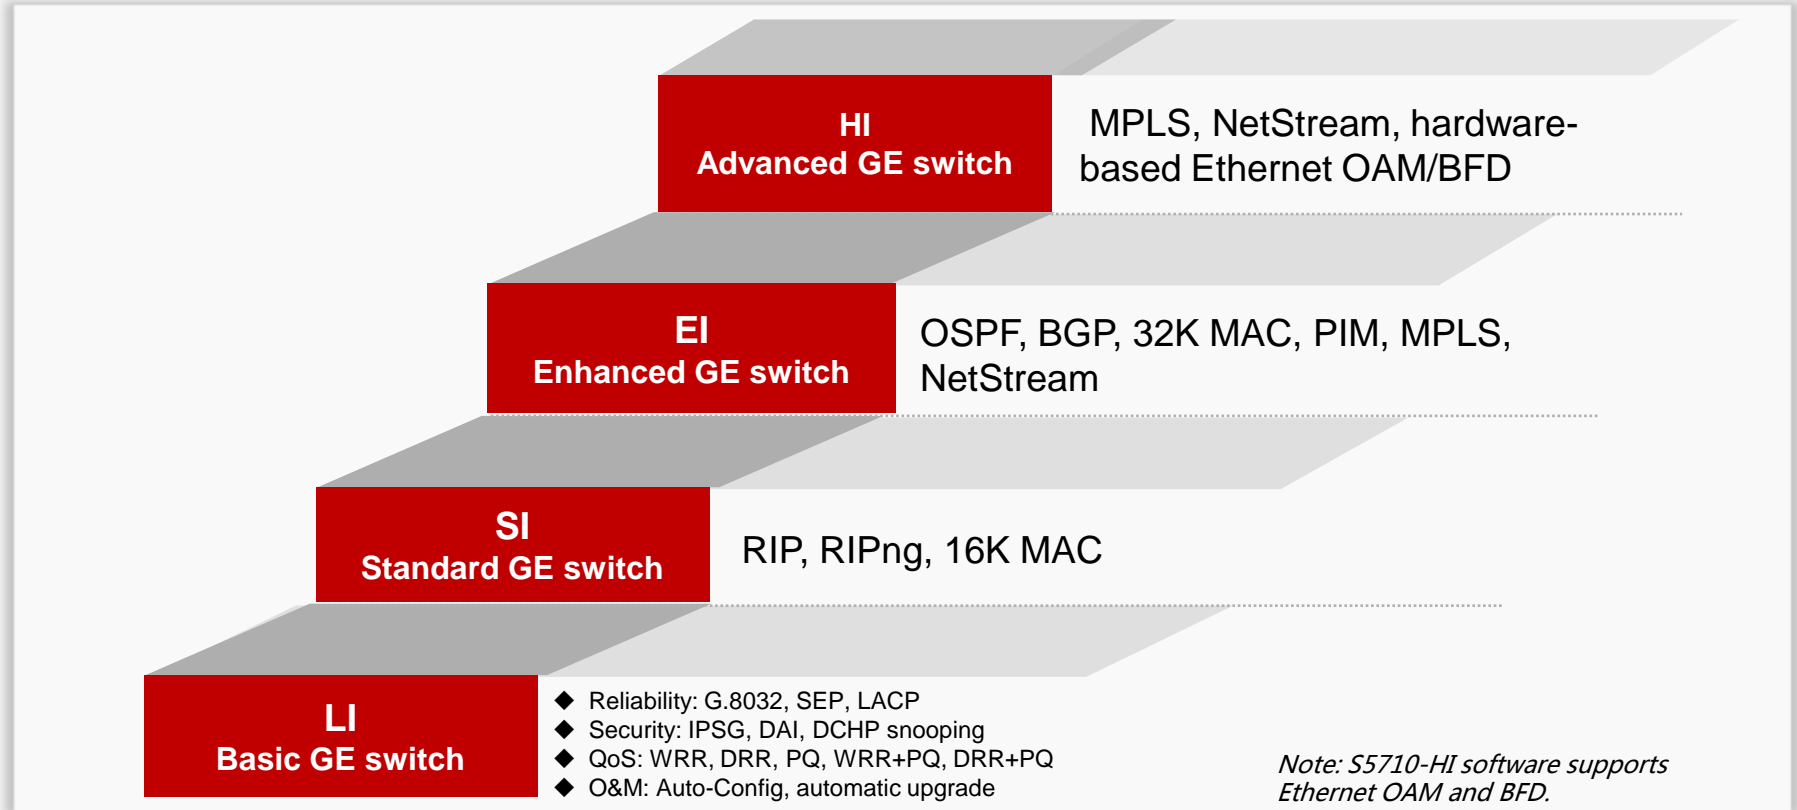 HI
Advanced GE switch
MPLS, NetStream, hardware-
based Ethernet OAM/BFD
EI
Enhanced GE switch
OSPF, BGP, 32K MAC, PIM, MPLS,
NetStream
SI
Standard GE switch
RIP, RIPng, 16K MAC
LI
Basic GE switch
◆ Reliability: G.8032, SEP, LACP
◆ Security: IPSG, DAI, DCHP snooping
◆ QoS: WRR, DRR, PQ, WRR+PQ, DRR+PQ
◆ O&M: Auto-Config, automatic upgrade
Note: S5710-HI software supports
Ethernet OAM and BFD.